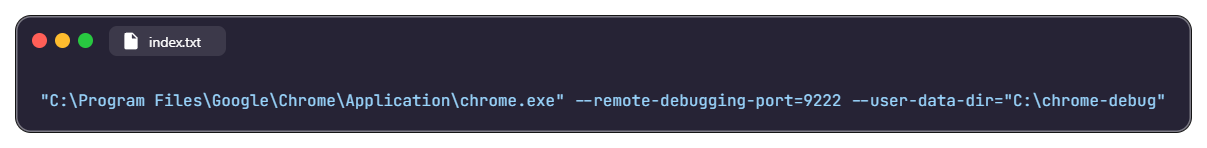 index.txt
"C:\Program Files\Google\Chrome\Application\chrome.exe" --remote-debugging-port=9222 --user-data-dir="C:\chrome-debug"